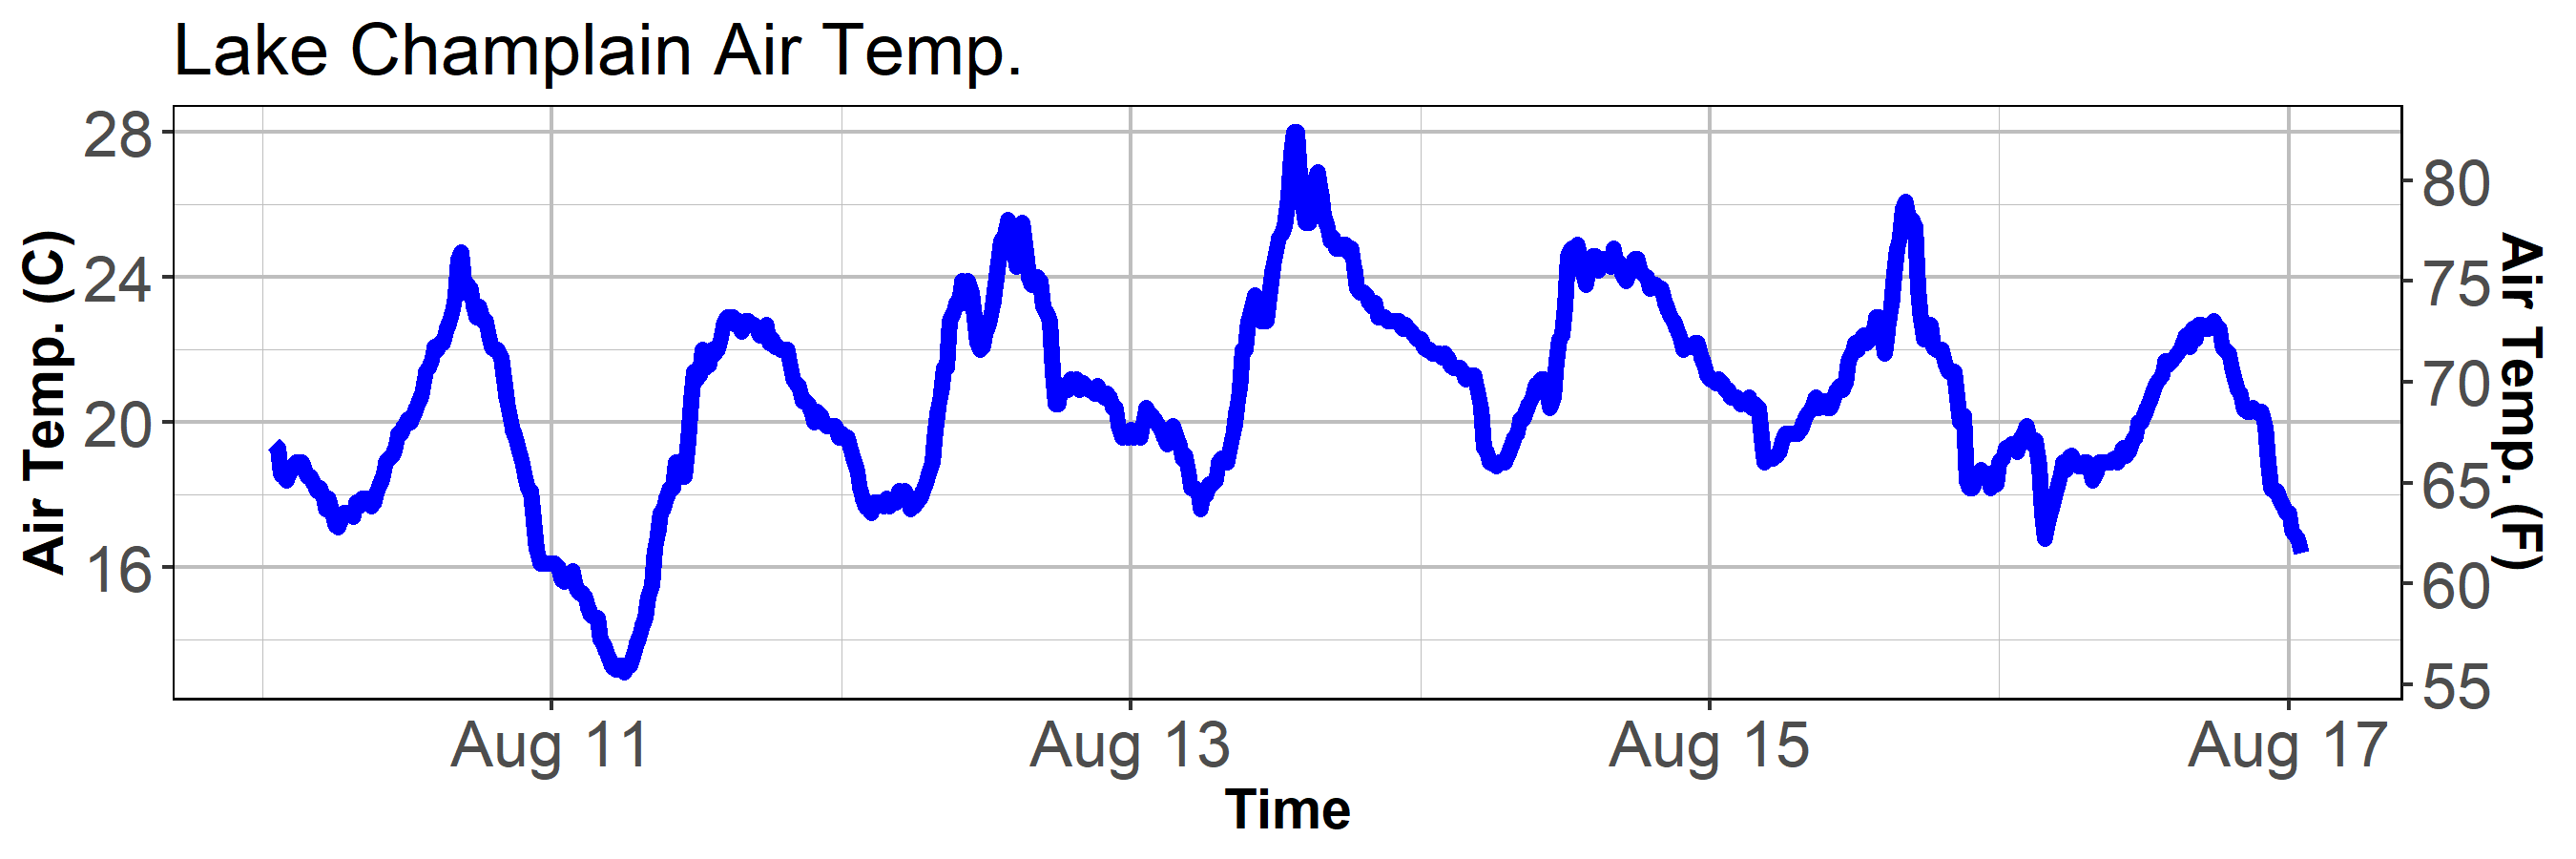 Lake Champlain Air Temp.
28
24
20
16
Air Temp. (C)
80
75
70
65
60
55
Air Temp. (F)
Aug 11 Aug 13 Aug 15 Aug 17
Time